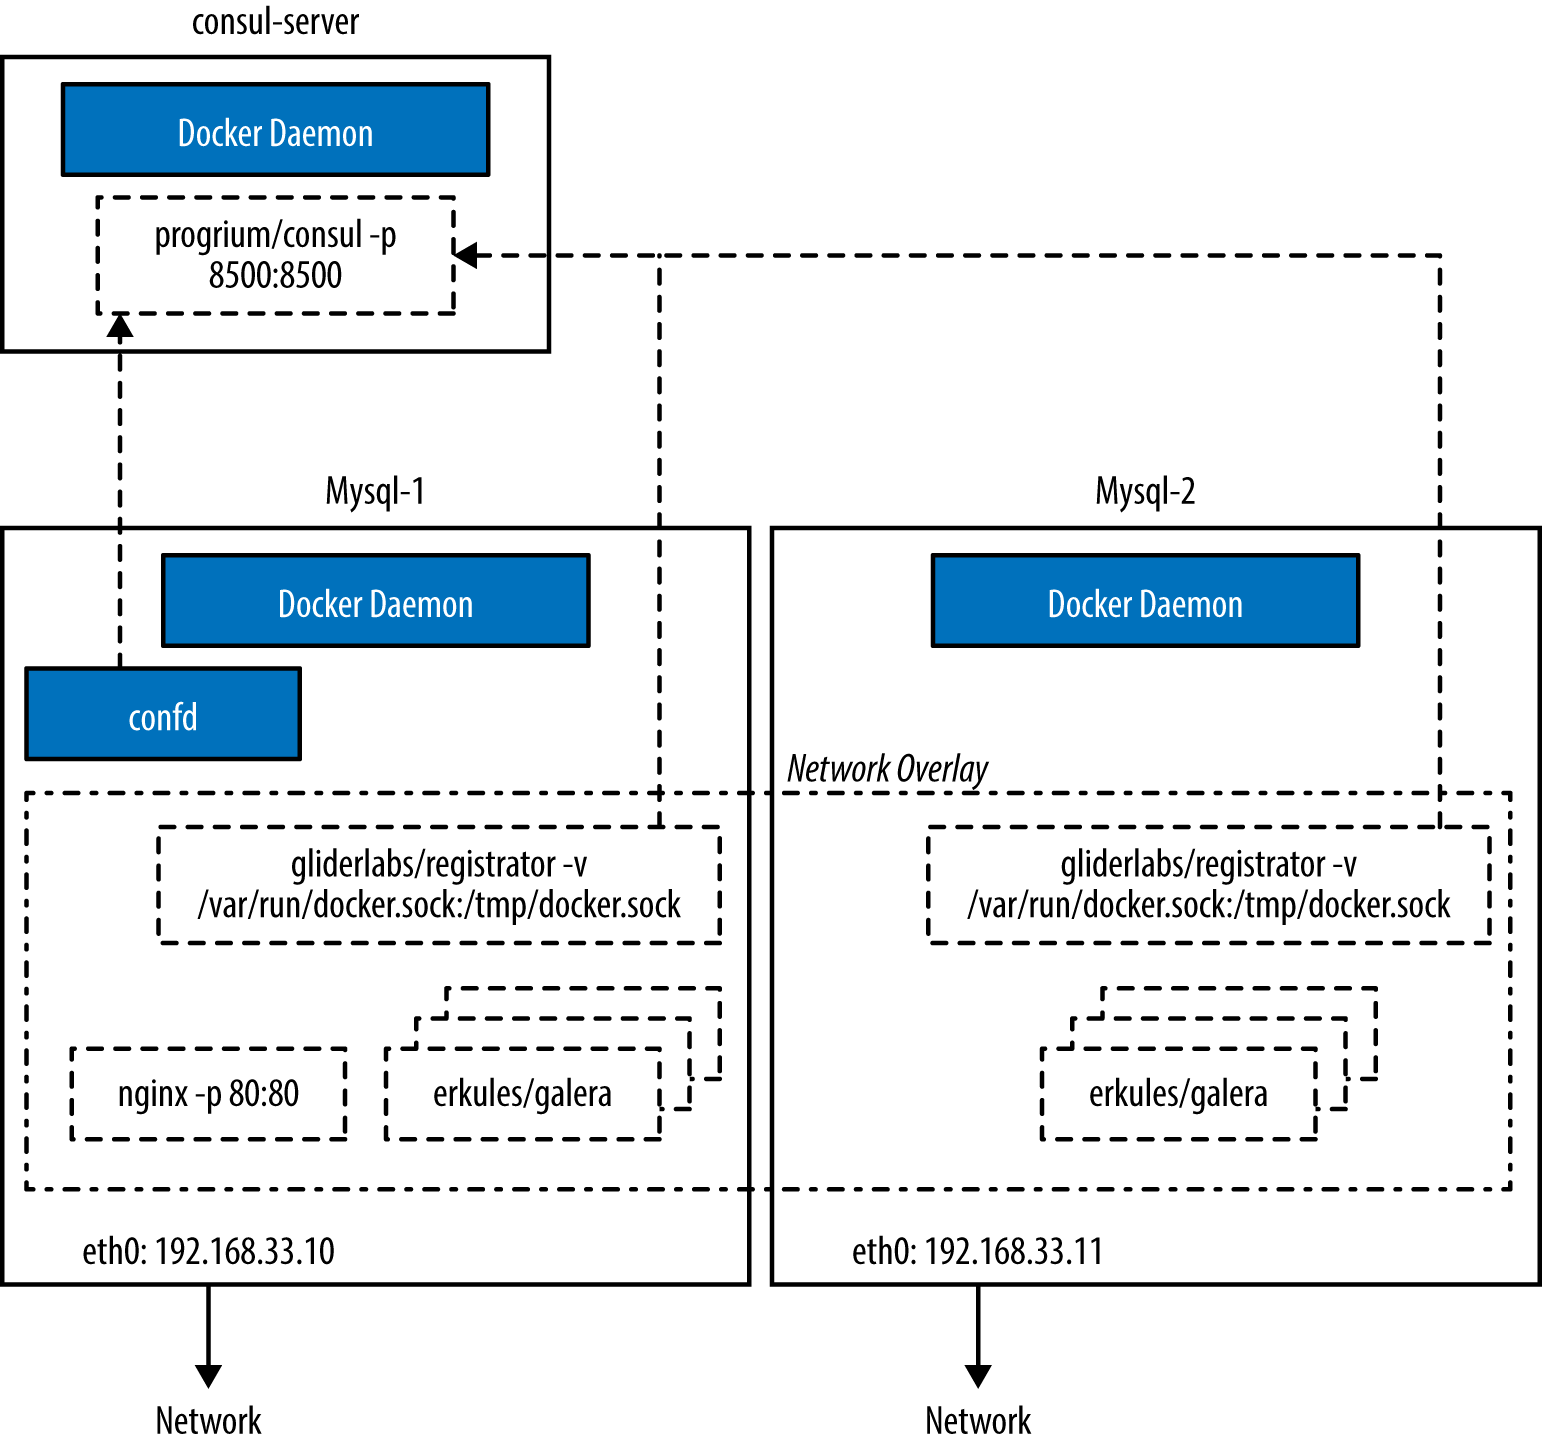 consul-server
Docker Daemon
progrium/consul -p
8500:8500
Mysql-1
Docker Daemon
confd
Mysql-2
Docker Daemon
Network Overlay
gliderlabs/registrator -v
/var/run/docker.sock:/tmp/docker.sock
gliderlabs/registrator -v
/var/run/docker.sock:/tmp/docker.sock
nginx -p 80:80
erkules/galera
erkules/galera
eth0: 192.168.33.10
eth0: 192.168.33.11
Network
Network